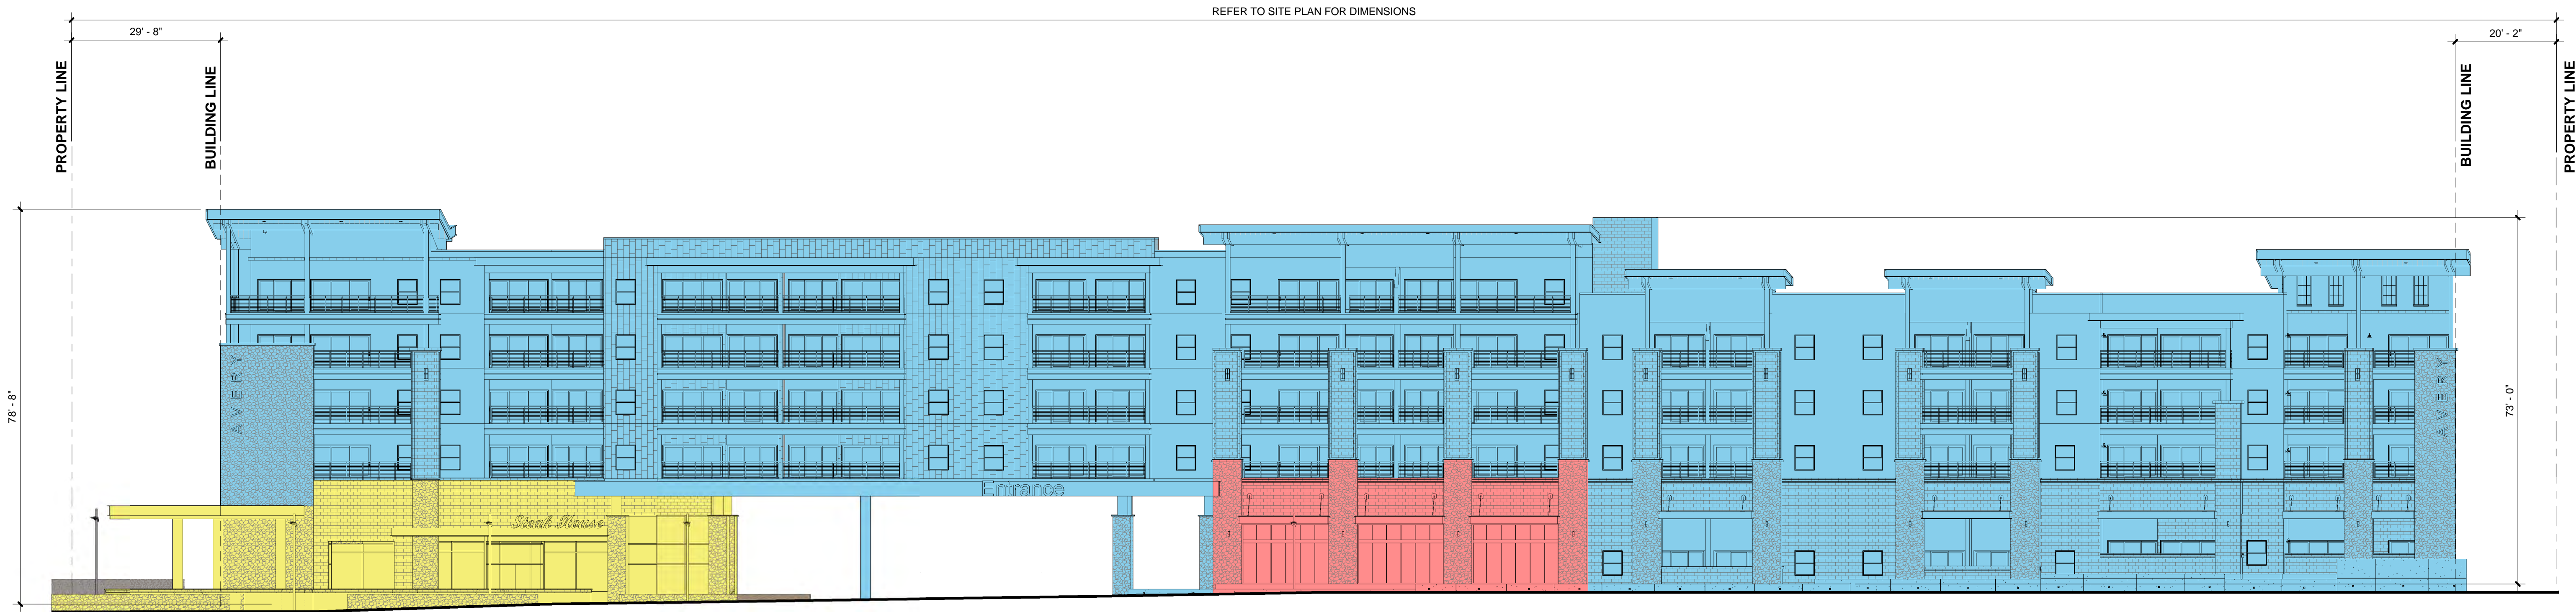 REFER TO SITE PLAN FOR DIMENSIONS
29' - 8"
20' - 2"
PROPERTY LINE
BUILDING LINE
BUILDING LINE
PROPERTY LINE
78' - 8"
73' - 0"
AVERY
AVERY
Entrance
Steak House